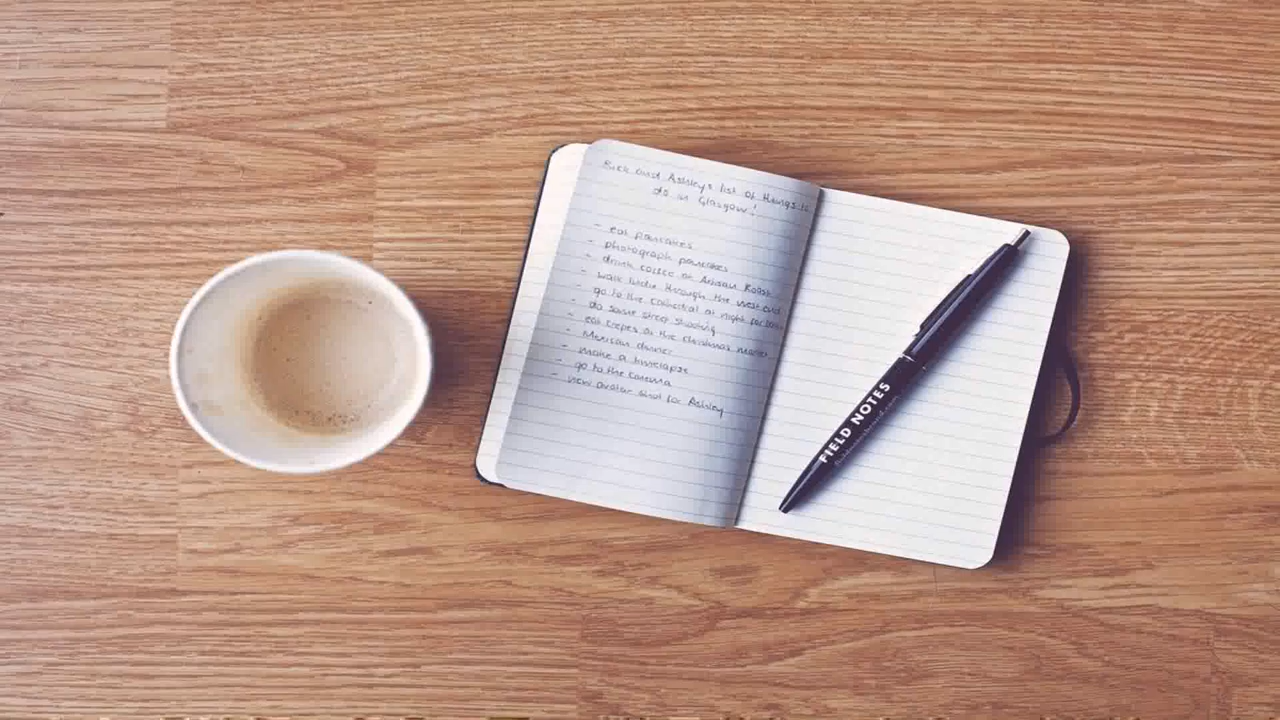 Rick and Ashley's list of things to
do in Glasgow!
- eat pancakes
- photograph pancakes
- drink coffee at Artisan Roast
- walk home through the west end
- go to the cathedral at night for
- do some street shooting
- eat crepes at the christmas market
- Mexican dinner
- make a timelapse
- go to the cinema
- new avatar shot for Ashley
FIELD NOTES